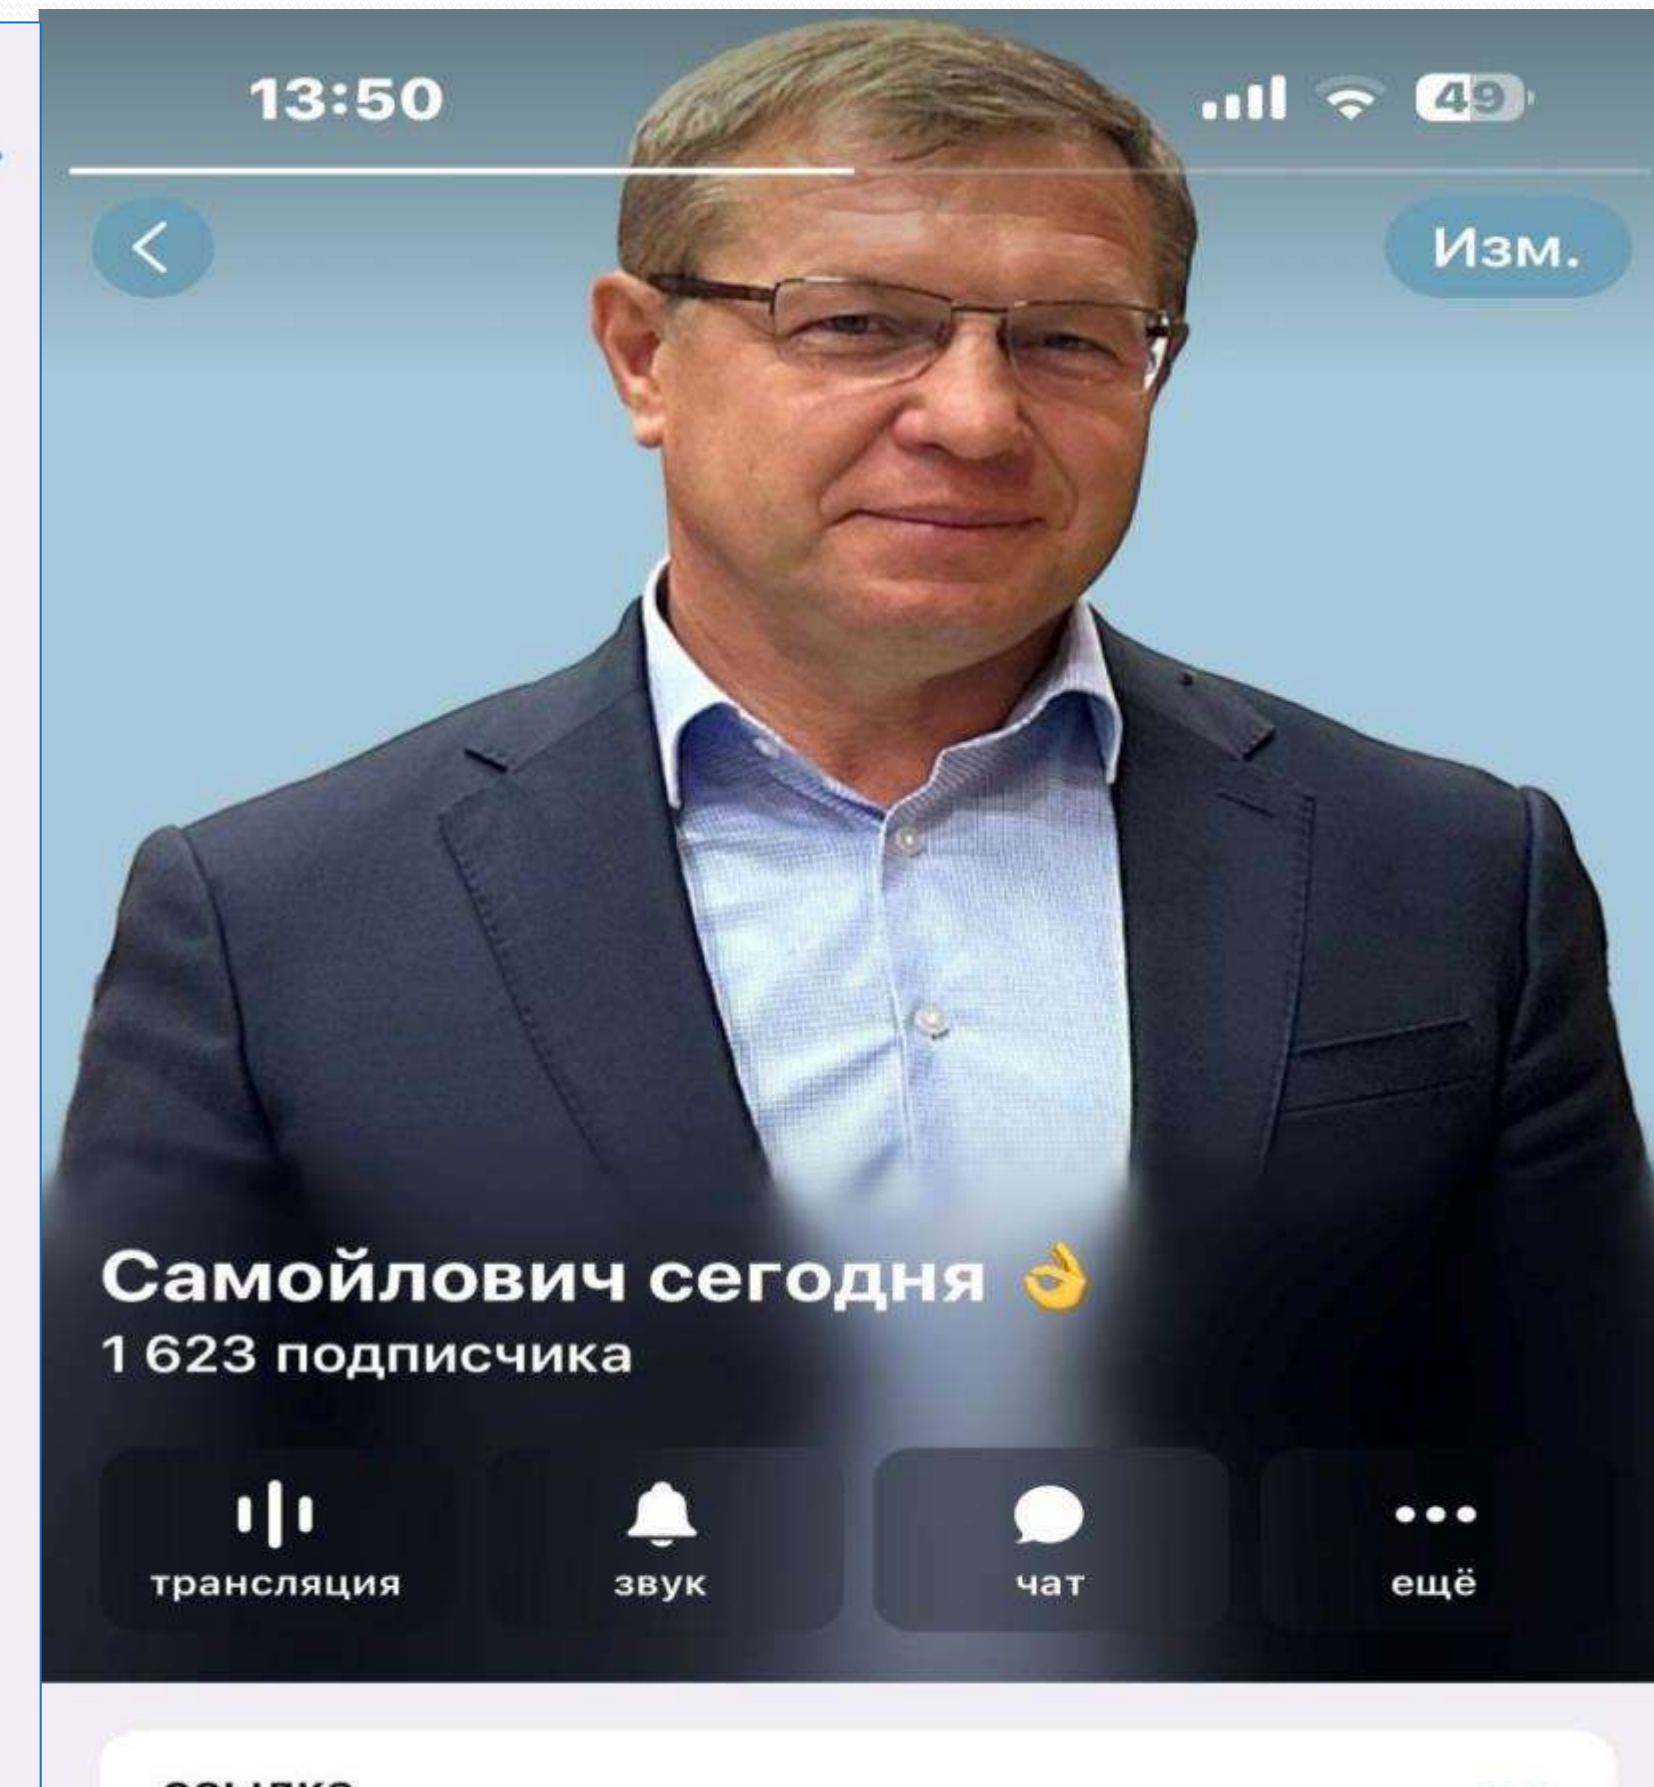 13:50
49
Изм.
Самойлович сегодня 👌
1 623 подписчика
трансляция
звук
чат
ещё